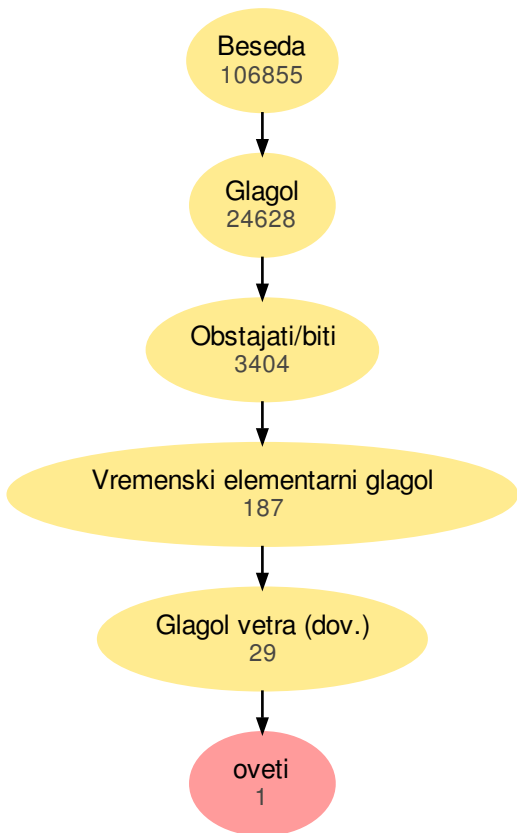 Beseda
106855
Glagol
24628
Obstajati/biti
3404
Vremenski elementarni glagol
187
Glagol vetra (dov.)
29
oveti
1